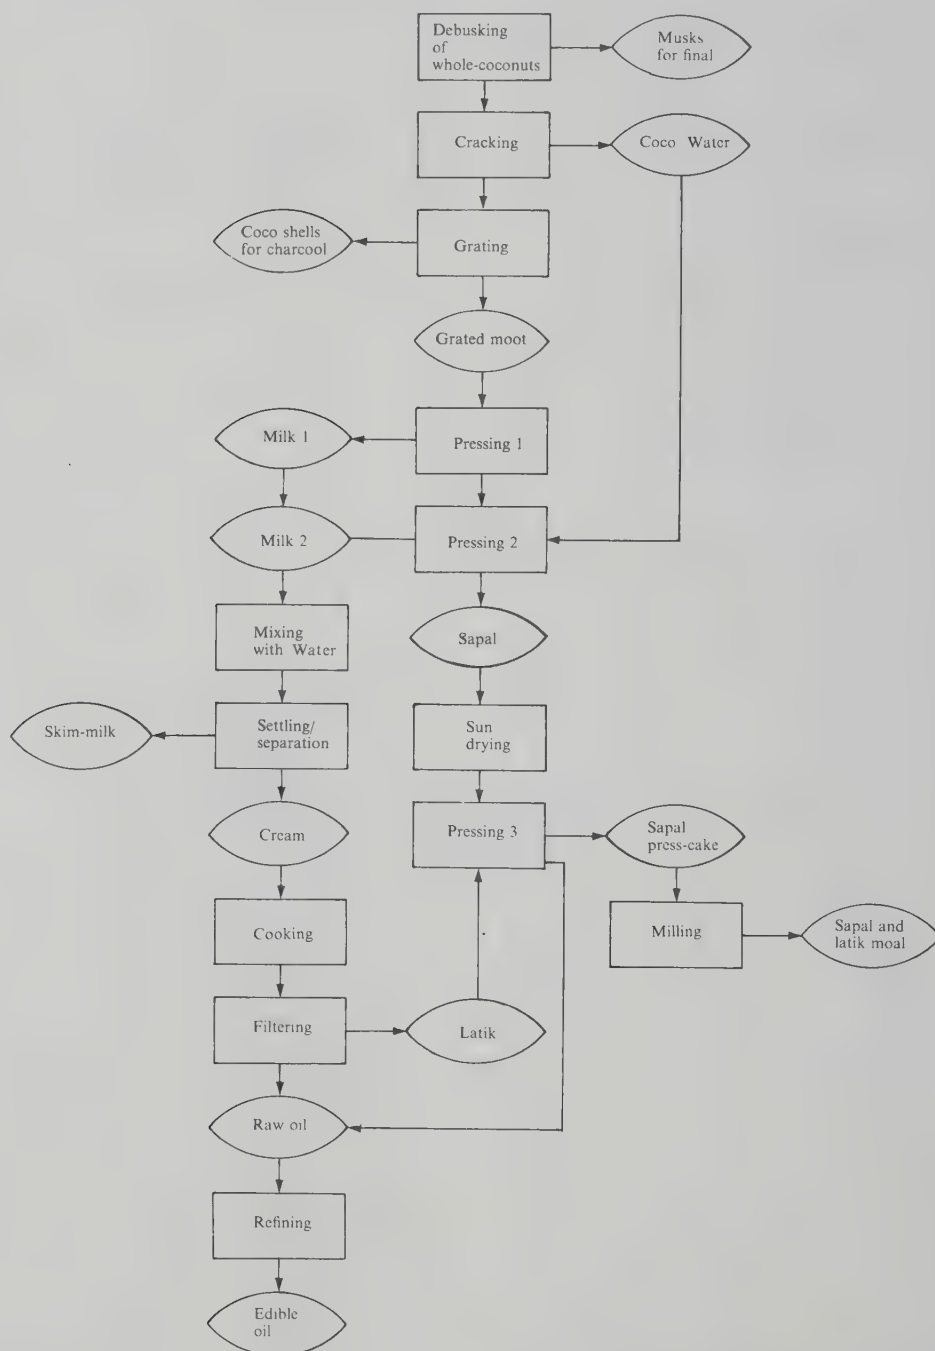 Debusking
of
whole-coconuts
Musks
for final
Cracking
Coco Water
Coco shells
for charcool
Grating
Grated moot
Milk 1
Pressing 1
Milk 2
Pressing 2
Mixing
with Water
Sapal
Skim-milk
Settling/
separation
Sun
drying
Cream
Pressing 3
Sapal
press-cake
Cooking
Milling
Sapal and
latik moal
Filtering
Latik
Raw oil
Refining
Edible
oil